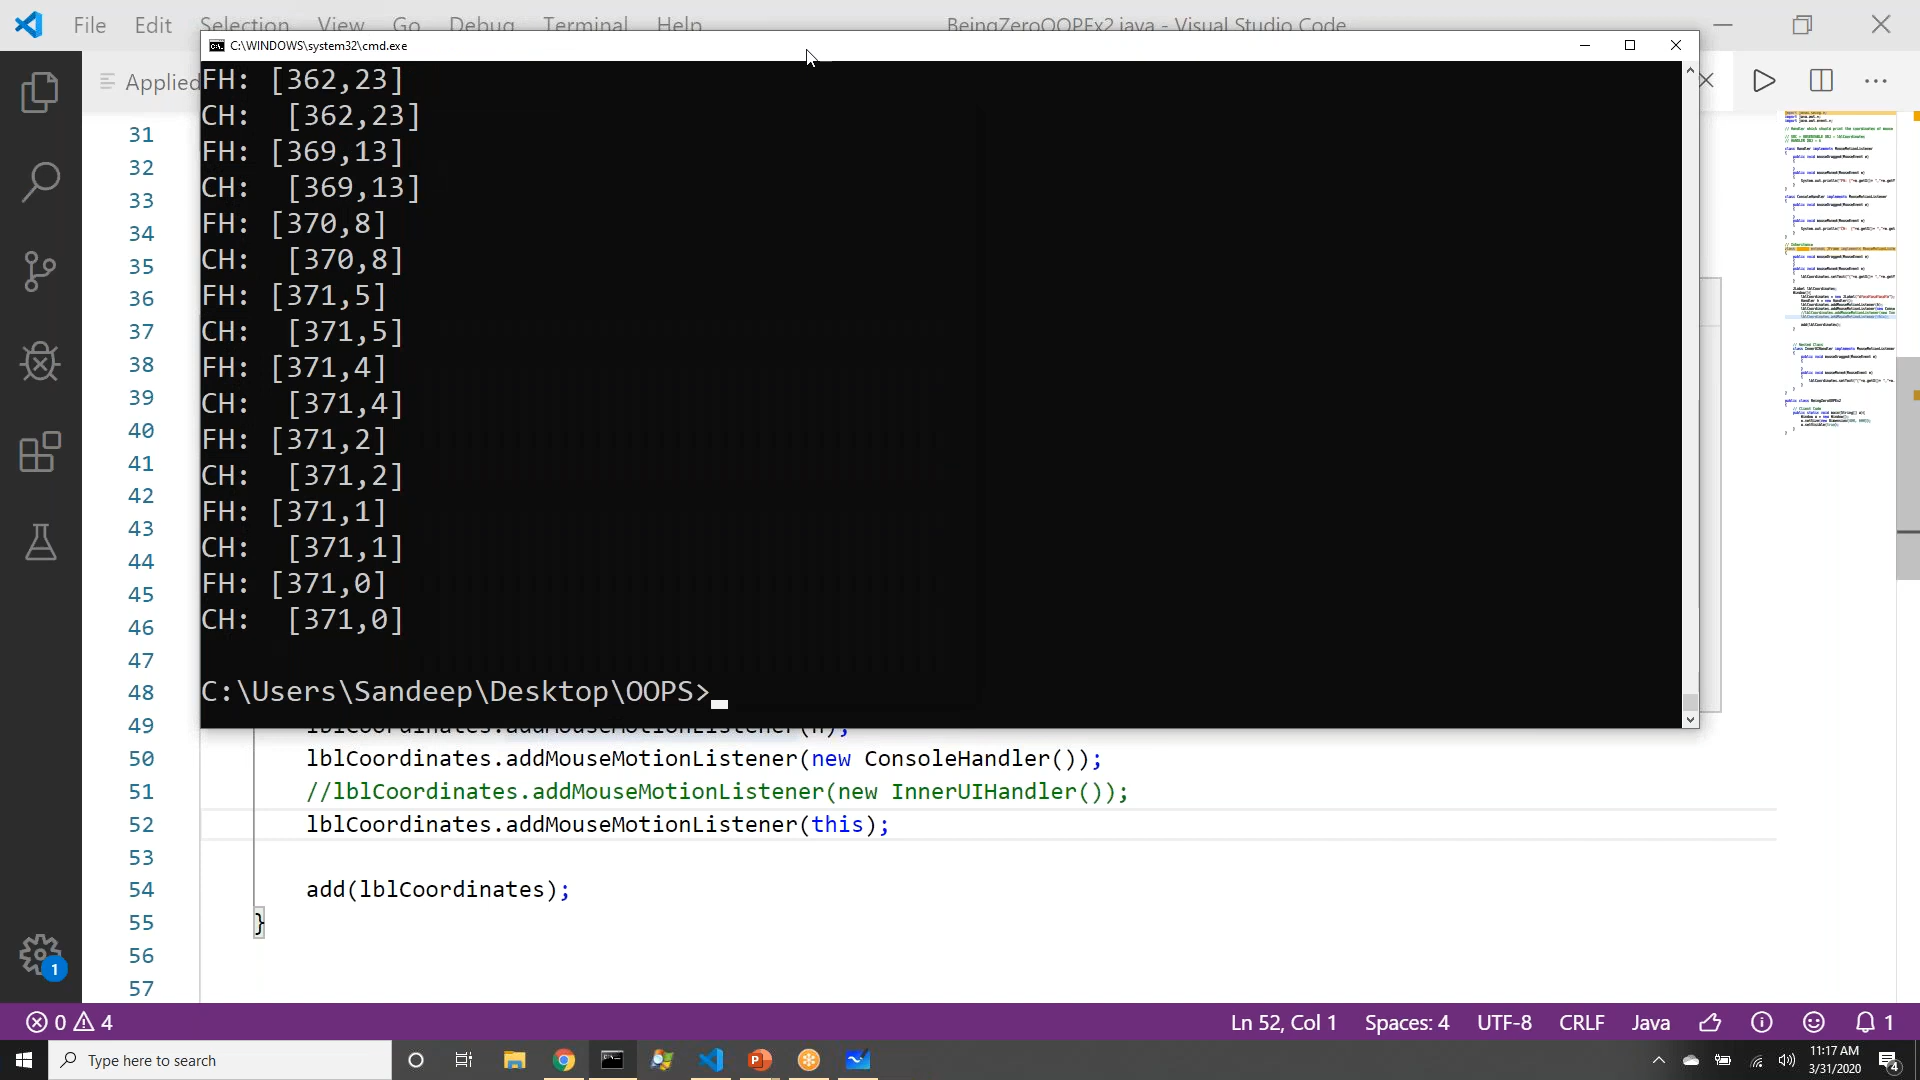 File Edit Selection View Go Debug Terminal Help BeingZeroOOPEx2.java - Visual Studio Code
C:\WINDOWS\system32\cmd.exe
Applied
FH: [362,23]
CH:  [362,23]
FH: [369,13]
CH:  [369,13]
FH: [370,8]
CH:  [370,8]
FH: [371,5]
CH:  [371,5]
FH: [371,4]
CH:  [371,4]
FH: [371,2]
CH:  [371,2]
FH: [371,1]
CH:  [371,1]
FH: [371,0]
CH:  [371,0]
C:\Users\Sandeep\Desktop\OOPS>
31
32
33
34
35
36
37
38
39
40
41
42
43
44
45
46
47
48
49 lblCoordinates.addMouseMotionListener(h);
50 lblCoordinates.addMouseMotionListener(new ConsoleHandler());
51 //lblCoordinates.addMouseMotionListener(new InnerUIHandler());
52 lblCoordinates.addMouseMotionListener(this);
53
54 add(lblCoordinates);
55 }
56
57
1
0 4 Ln 52, Col 1 Spaces: 4 UTF-8 CRLF Java 1
Type here to search
11:17 AM
3/31/2020
4